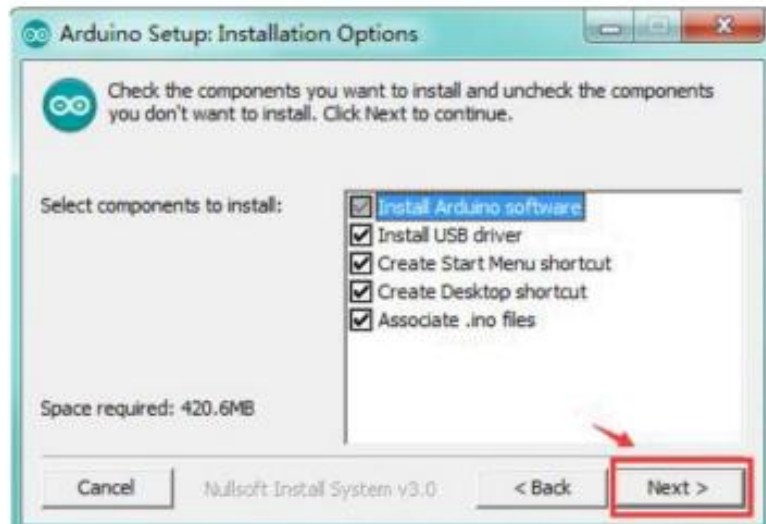 Arduino Setup: Installation Options
Check the components you want to install and uncheck the components
you don't want to install. Click Next to continue.
Select components to install:
Install Arduino software
Install USB driver
Create Start Menu shortcut
Create Desktop shortcut
Associate .ino files
Space required: 420.6MB
Cancel
Nullsoft Install System v3.0
< Back
Next >